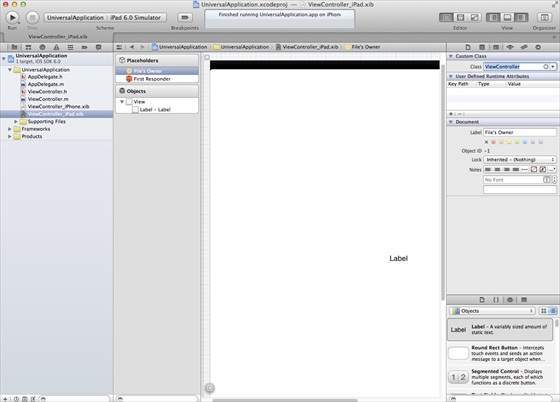 UniversalApplication.xcodeproj — ViewController_iPad.xib
UniversalApplication iPad 6.0 Simulator
Finished running UniversalApplication.app on iPhone
Run Stop Scheme Breakpoints Editor View Organizer
ViewController_iPad.xib
UniversalApplication
1 target, iOS SDK 6.0
UniversalApplication
AppDelegate.h
AppDelegate.m
ViewController.h
ViewController.m
ViewController_iPhone.xib
ViewController_iPad.xib
Supporting Files
Frameworks
Products
UniversalApplication UniversalApplication ViewController_iPad.xib File's Owner
Placeholders
File's Owner
First Responder
Objects
View
Label - Label
Label
Custom Class
Class ViewController
User Defined Runtime Attributes
Key Path Type Value
Document
Label File's Owner
Object ID -1
Lock Inherited - (Nothing)
Notes
No Font
Objects
Label
Label - A variably sized amount of
static text.
Round Rect Button - Intercepts
touch events and sends an action
message to a target object when...
1 2
Segmented Control - Displays
multiple segments, each of which
functions as a discrete button.